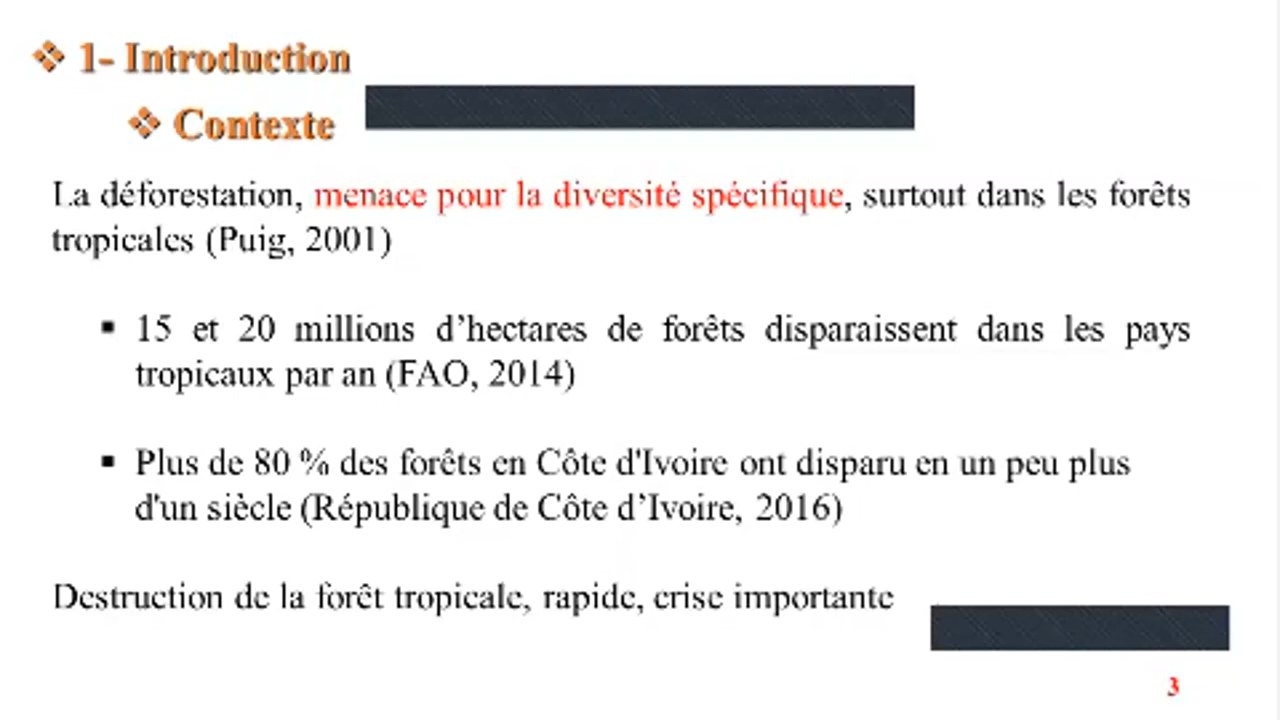 ❖ 1- Introduction
❖ Contexte
La déforestation, menace pour la diversité spécifique, surtout dans les forêts
tropicales (Puig, 2001)
▪ 15 et 20 millions d’hectares de forêts disparaissent dans les pays
tropicaux par an (FAO, 2014)
▪ Plus de 80 % des forêts en Côte d'Ivoire ont disparu en un peu plus
d'un siècle (République de Côte d’Ivoire, 2016)
Destruction de la forêt tropicale, rapide, crise importante
3